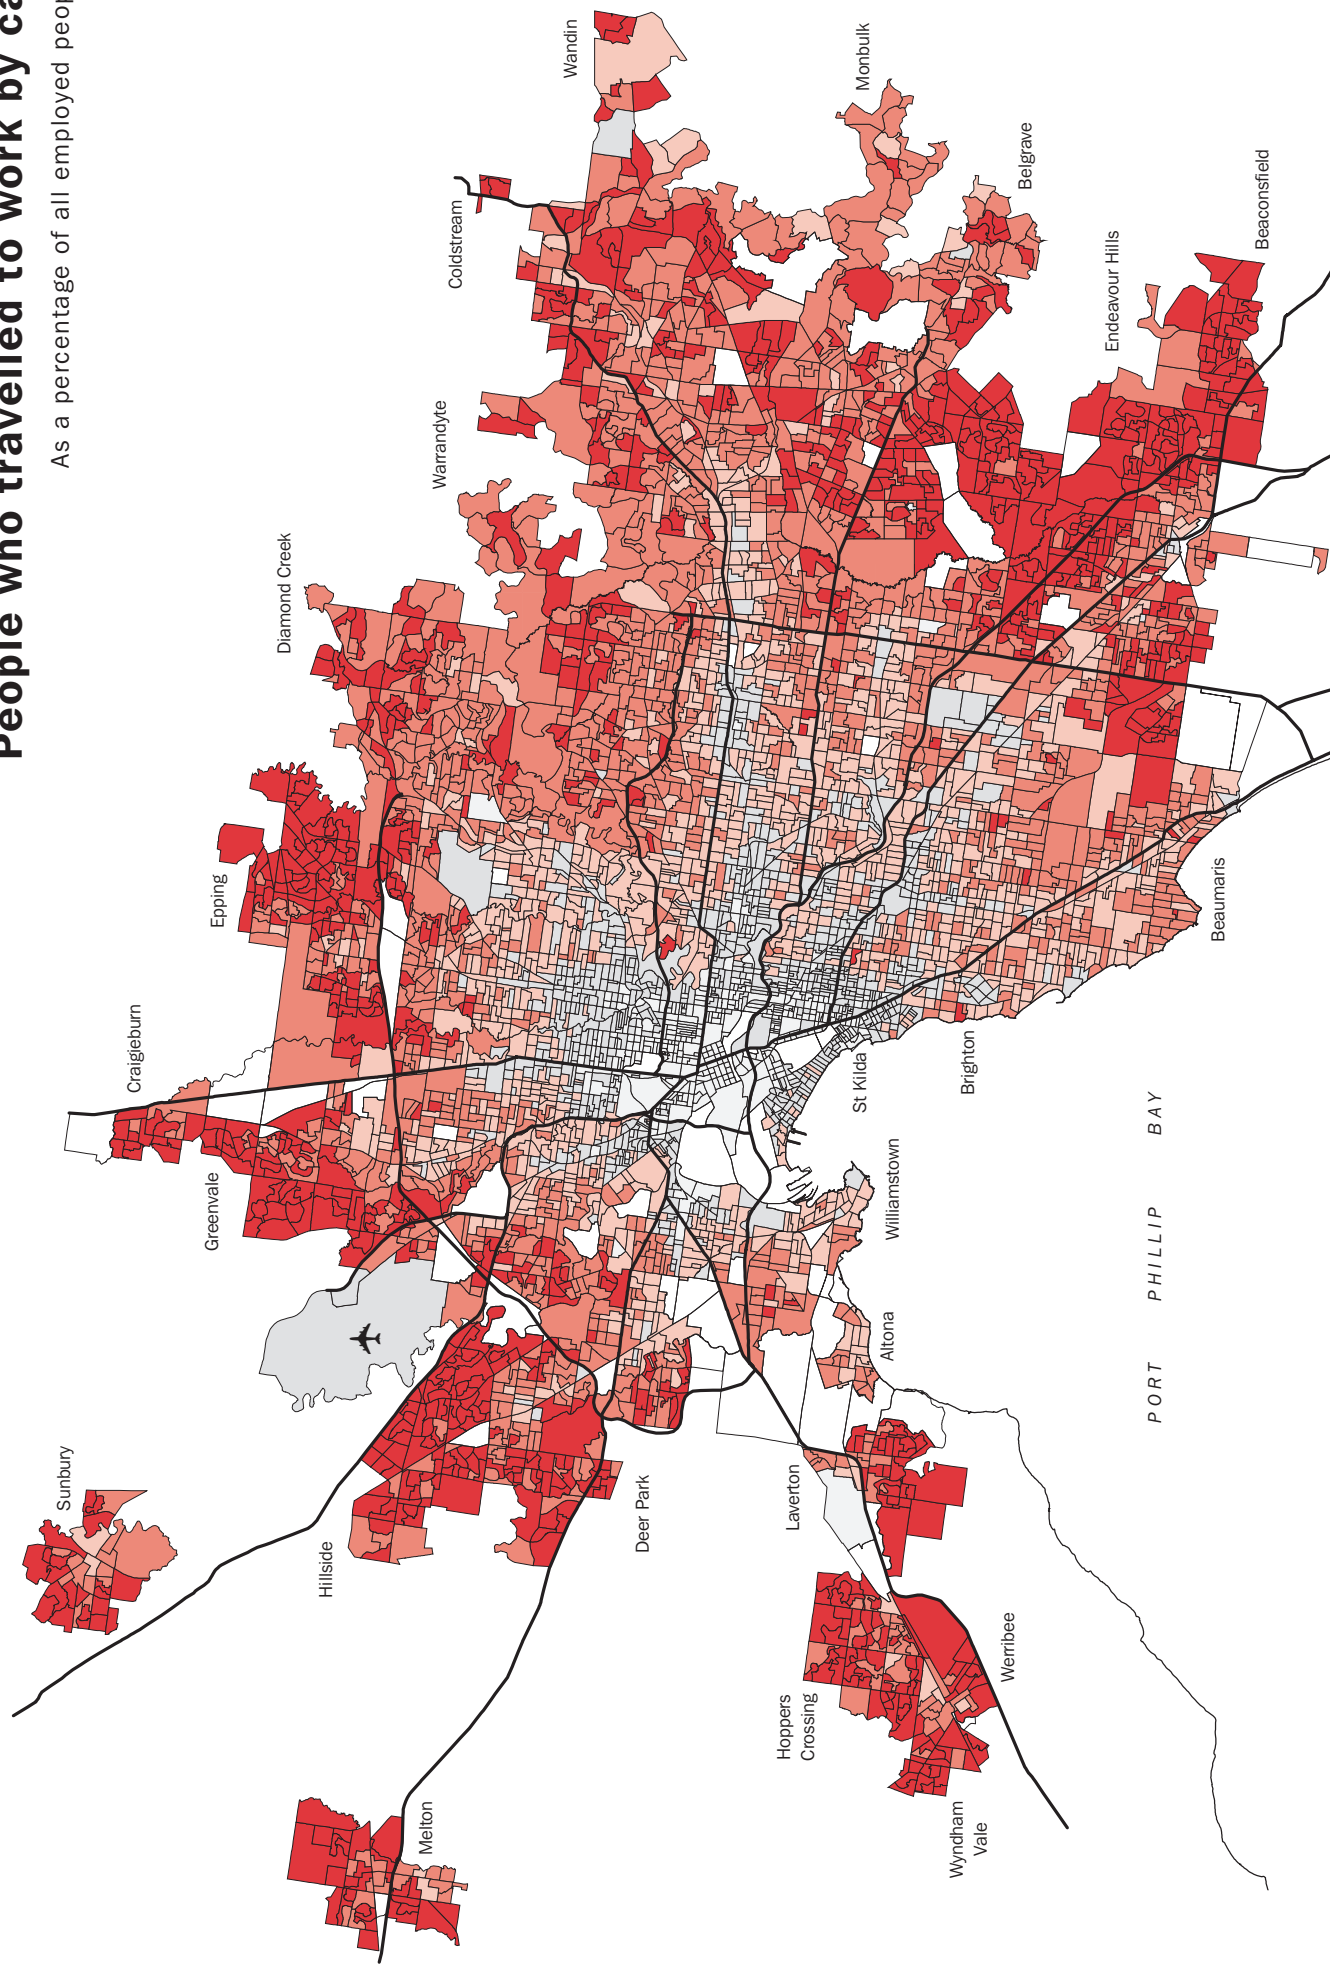 People who travelled to work by
As a percentage of all employed
Sunbury
Craigieburn
Greenvale
Epping
Diamond Creek
Hillside
Melton
Warrandyte
Coldstream
Wandin
Deer Park
Monbulk
Belgrave
Hoppers
Crossing
Laverton
Wyndham
Vale
Werribee
Altona
Williamstown
St Kilda
Brighton
Endeavour Hills
Beaconsfield
Beaumaris
PORT PHILLIP BAY